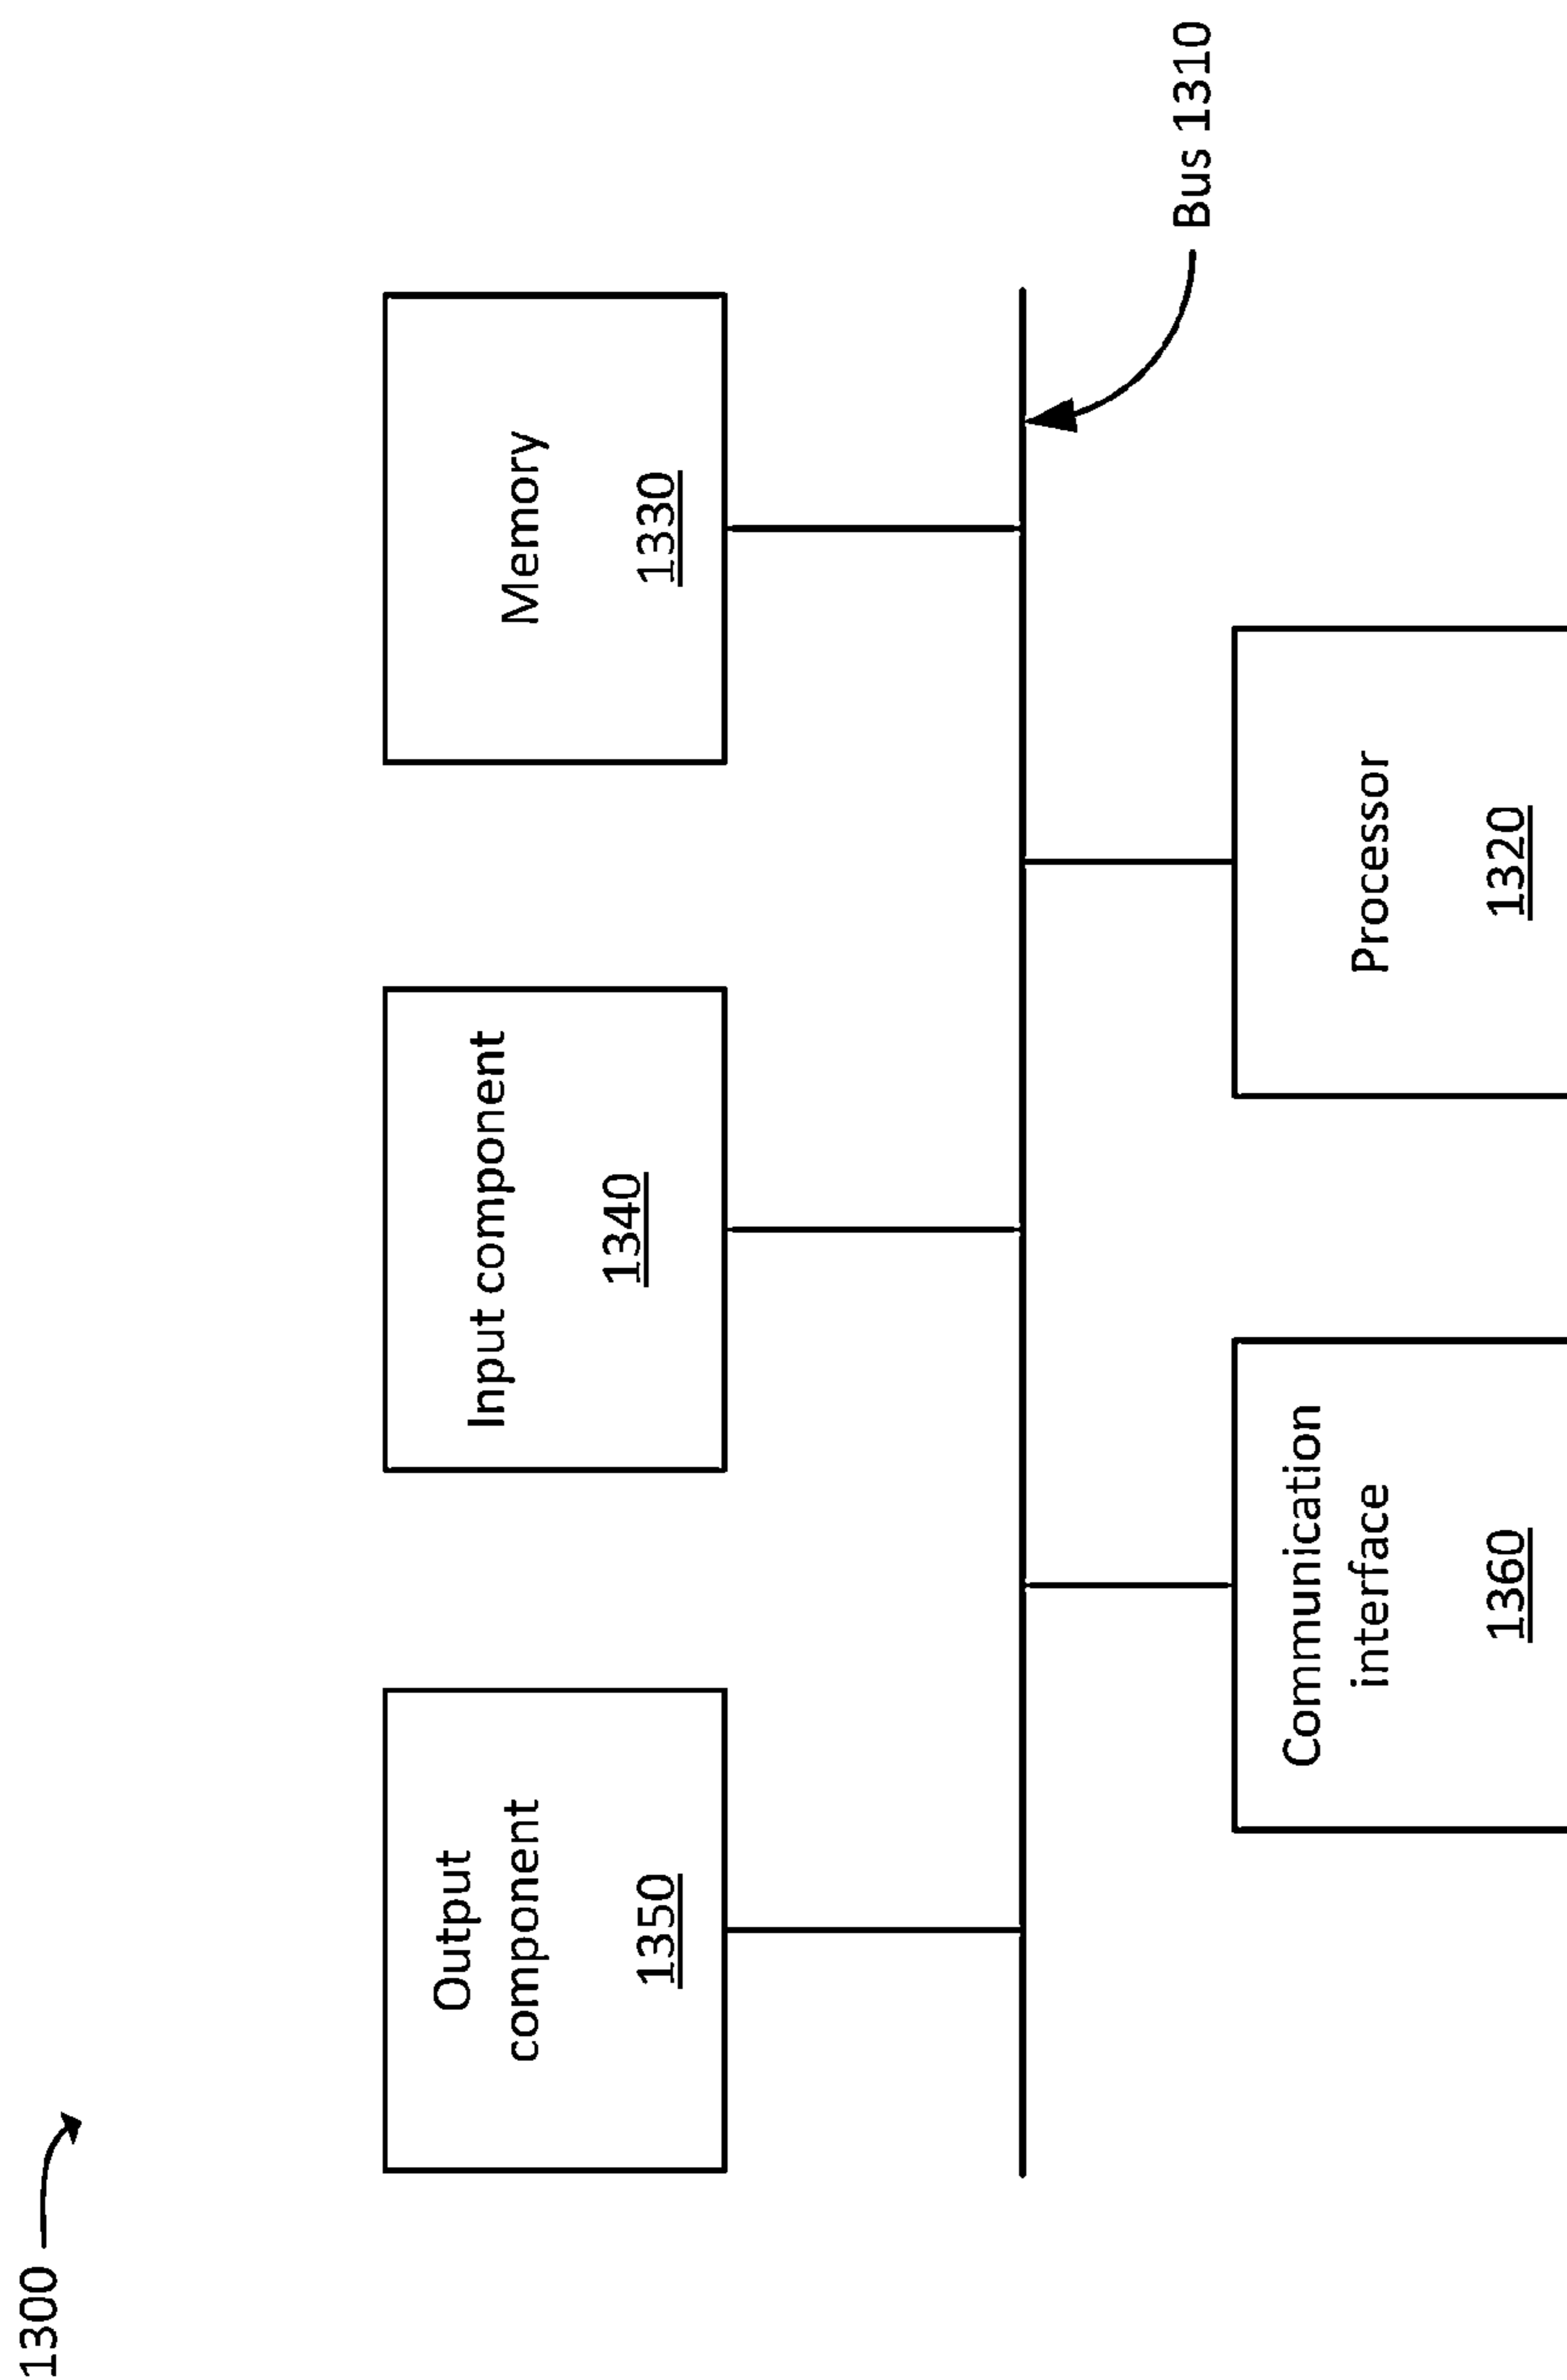 1300
Output
component
1350
Input component
1340
Memory
1330
Bus 1310
Communication
interface
1360
Processor
1320